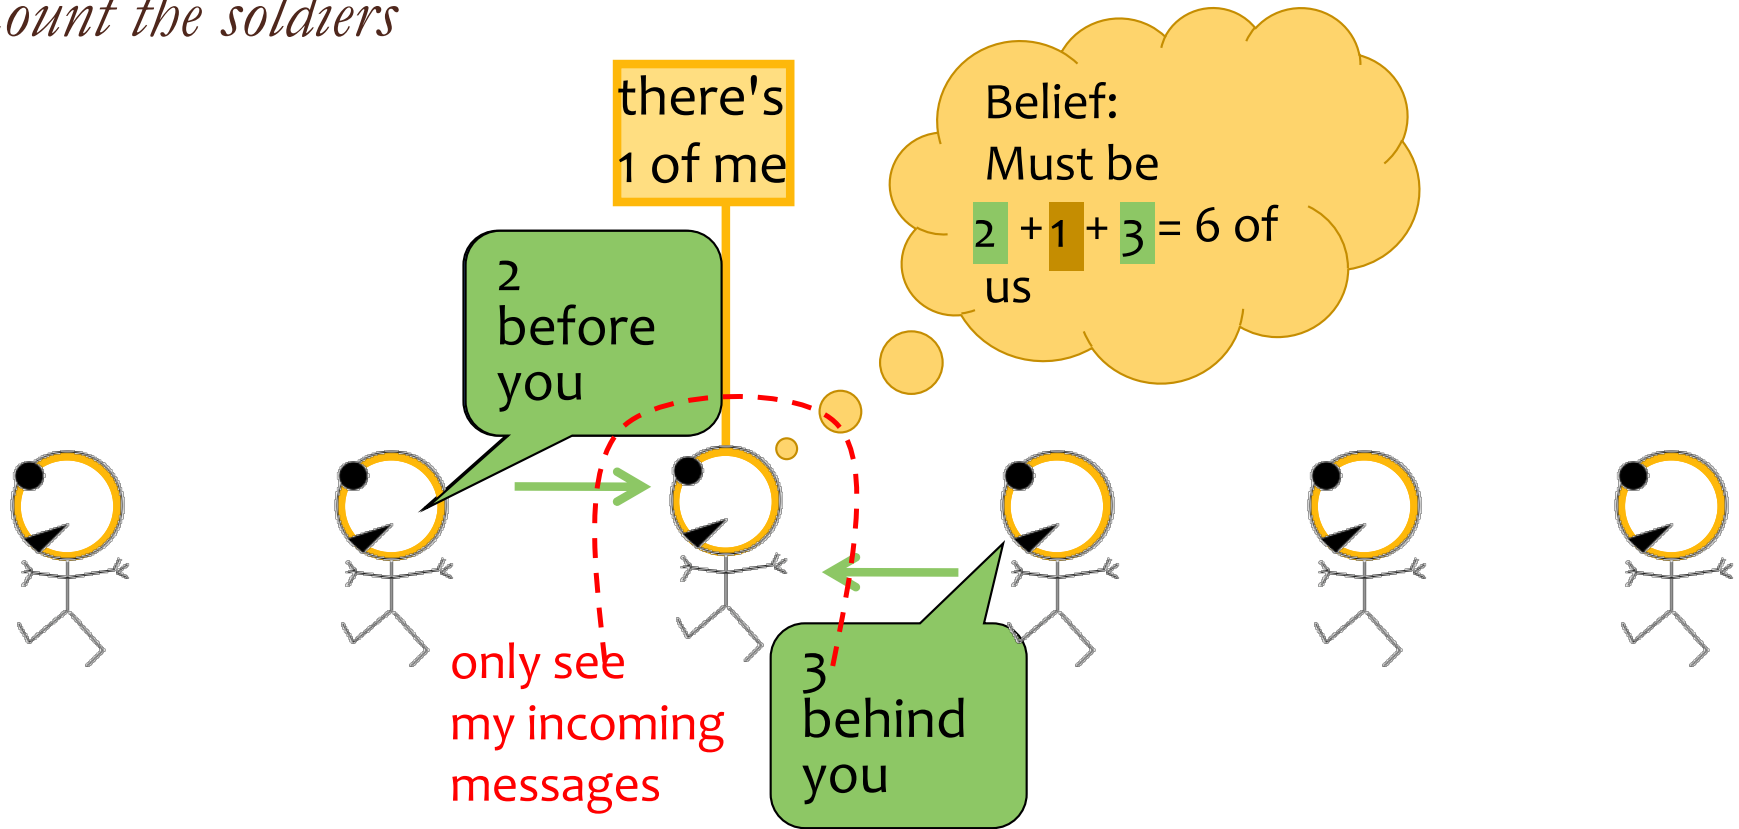 ount the soldiers
there's
1 of me
Belief:
Must be
2 + 1 + 3 = 6 of
us
2
before
you
only see
my incoming
messages
3
behind
you